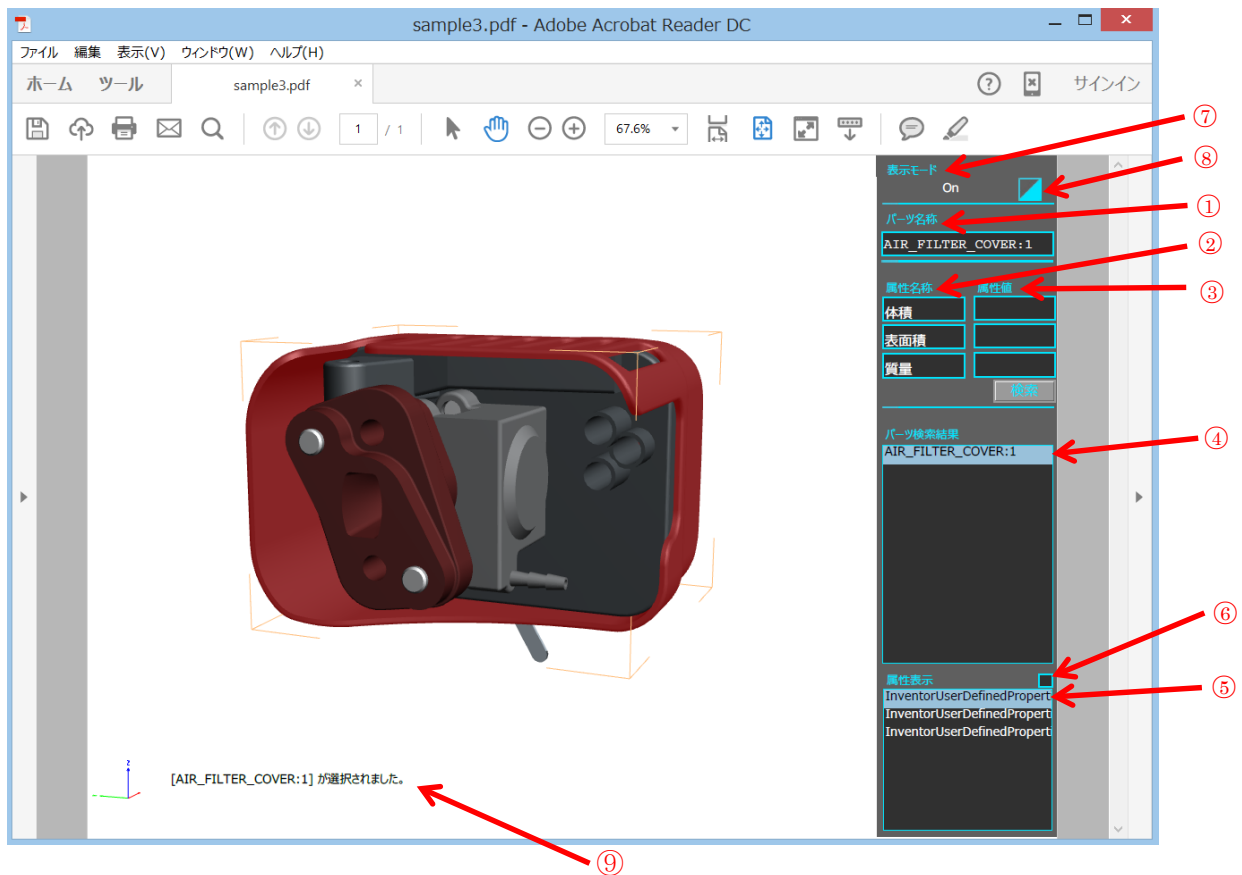 sample3.pdf - Adobe Acrobat Reader DC
ファイル 編集 表示(V) ウィンドウ(W) ヘルプ(H)
ホーム ツール sample3.pdf × サインイン
1 / 1 67.6%
⑦
表示モード
⑧
On
①
パーツ名称
②
AIR_FILTER_COVER:1
属性名称 属性値
③
体積
表面積
質量
検索
パーツ検索結果
④
AIR_FILTER_COVER:1
⑥
属性表示
⑤
InventorUserDefinedPropert
InventorUserDefinedProperti
InventorUserDefinedProperti
z
[AIR_FILTER_COVER:1] が選択されました。
⑨